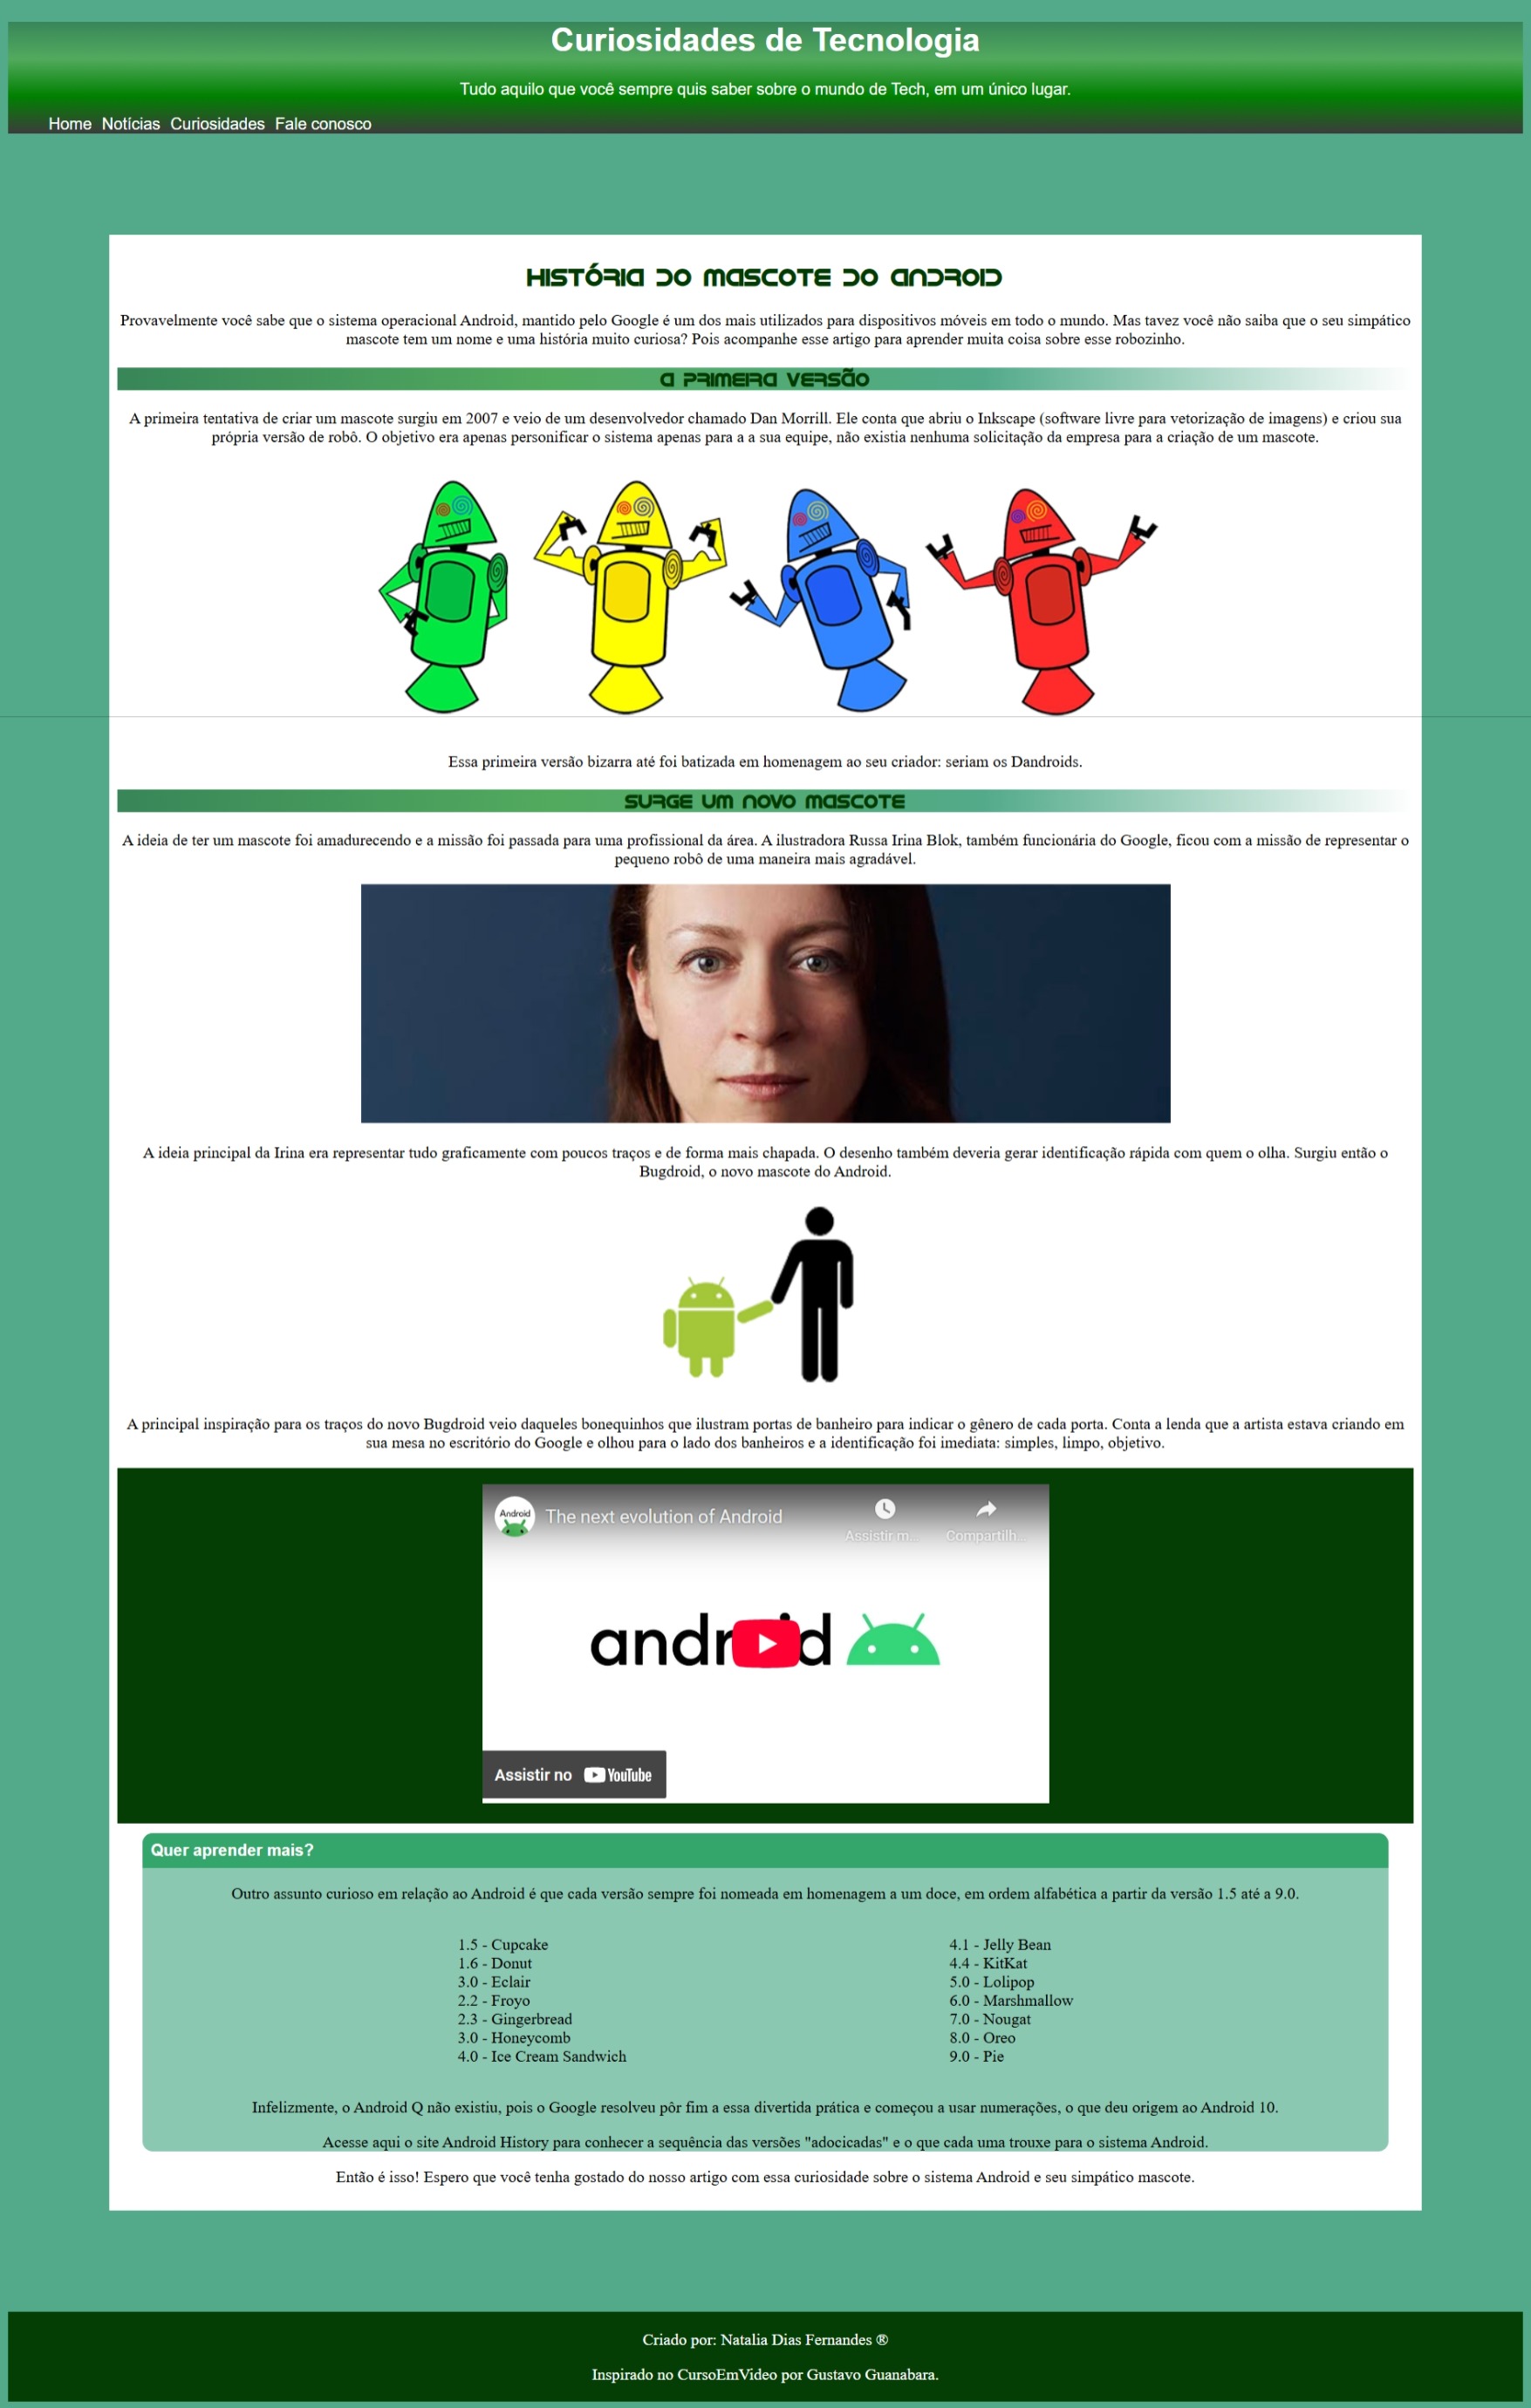 Curiosidades de Tecnologia
Tudo aquilo que você sempre quis saber sobre o mundo de Tech, em um único lugar.
Home Notícias Curiosidades Fale conosco
História do mascote do Android
Provavelmente você sabe que o sistema operacional Android, mantido pelo Google é um dos mais utilizados para dispositivos móveis em todo o mundo. Mas tavez você não saiba que o seu simpático
mascote tem um nome e uma história muito curiosa? Pois acompanhe esse artigo para aprender muita coisa sobre esse robozinho.
A primeira versão
A primeira tentativa de criar um mascote surgiu em 2007 e veio de um desenvolvedor chamado Dan Morrill. Ele conta que abriu o Inkscape (software livre para vetorização de imagens) e criou sua
própria versão de robô. O objetivo era apenas personificar o sistema apenas para a a sua equipe, não existia nenhuma solicitação da empresa para a criação de um mascote.
Essa primeira versão bizarra até foi batizada em homenagem ao seu criador: seriam os Dandroids.
Surge um novo mascote
A ideia de ter um mascote foi amadurecendo e a missão foi passada para uma profissional da área. A ilustradora Russa Irina Blok, também funcionária do Google, ficou com a missão de representar o
pequeno robô de uma maneira mais agradável.
A ideia principal da Irina era representar tudo graficamente com poucos traços e de forma mais chapada. O desenho também deveria gerar identificação rápida com quem o olha. Surgiu então o
Bugdroid, o novo mascote do Android.
A principal inspiração para os traços do novo Bugdroid veio daqueles bonequinhos que ilustram portas de banheiro para indicar o gênero de cada porta. Conta a lenda que a artista estava criando em
sua mesa no escritório do Google e olhou para o lado dos banheiros e a identificação foi imediata: simples, limpo, objetivo.
Android
The next evolution of Android
Assistir m...
Compartilh...
android
Assistir no YouTube
Quer aprender mais?
Outro assunto curioso em relação ao Android é que cada versão sempre foi nomeada em homenagem a um doce, em ordem alfabética a partir da versão 1.5 até a 9.0.
1.5 - Cupcake
1.6 - Donut
3.0 - Eclair
2.2 - Froyo
2.3 - Gingerbread
3.0 - Honeycomb
4.0 - Ice Cream Sandwich
4.1 - Jelly Bean
4.4 - KitKat
5.0 - Lolipop
6.0 - Marshmallow
7.0 - Nougat
8.0 - Oreo
9.0 - Pie
Infelizmente, o Android Q não existiu, pois o Google resolveu pôr fim a essa divertida prática e começou a usar numerações, o que deu origem ao Android 10.
Acesse aqui o site Android History para conhecer a sequência das versões "adocicadas" e o que cada uma trouxe para o sistema Android.
Então é isso! Espero que você tenha gostado do nosso artigo com essa curiosidade sobre o sistema Android e seu simpático mascote.
Criado por: Natalia Dias Fernandes ®
Inspirado no CursoEmVideo por Gustavo Guanabara.